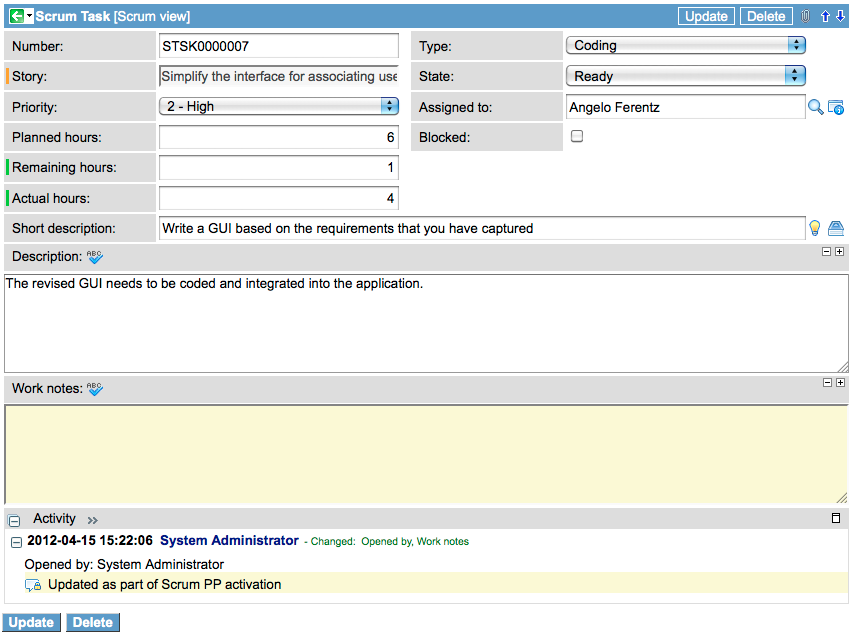 Scrum Task [Scrum view] Update Delete
Number: STSK0000007 Type: Coding
Story: Simplify the interface for associating use State: Ready
Priority: 2 - High Assigned to: Angelo Ferentz
Planned hours: 6 Blocked:
Remaining hours: 1
Actual hours: 4
Short description: Write a GUI based on the requirements that you have captured
Description: ABC
The revised GUI needs to be coded and integrated into the application.
Work notes: ABC
Activity
2012-04-15 15:22:06 System Administrator - Changed: Opened by, Work notes
Opened by: System Administrator
Updated as part of Scrum PP activation
Update Delete